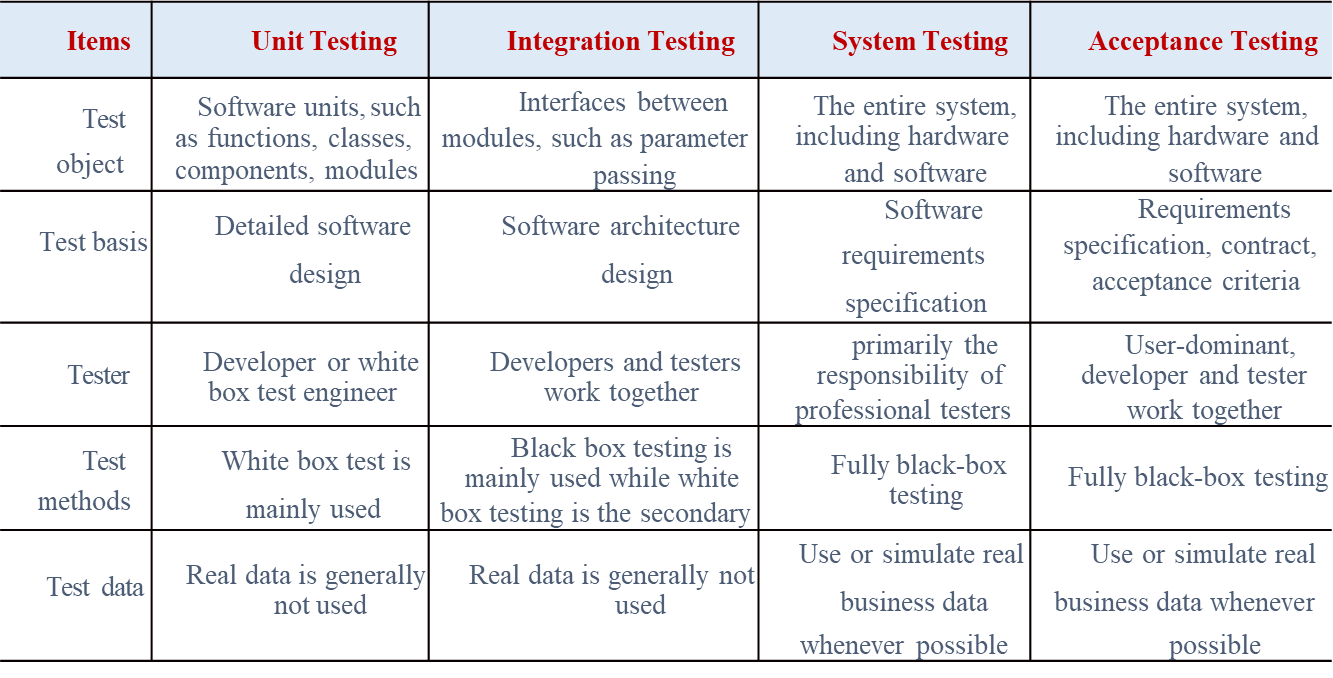 Items Unit Testing Integration Testing System Testing Acceptance Testing
Test
object
Software units, such
as functions, classes,
components, modules
Interfaces between
modules, such as parameter
passing
The entire system,
including hardware
and software
The entire system,
including hardware and
software
Test basis
Detailed software
design
Software architecture
design
Software
requirements
specification
Requirements
specification, contract,
acceptance criteria
Tester
Developer or white
box test engineer
Developers and testers
work together
primarily the
responsibility of
professional testers
User-dominant,
developer and tester
work together
Test
methods
White box test is
mainly used
Black box testing is
mainly used while white
box testing is the secondary
Fully black-box
testing
Fully black-box testing
Test data
Real data is generally
not used
Real data is generally not
used
Use or simulate real
business data
whenever possible
Use or simulate real
business data whenever
possible